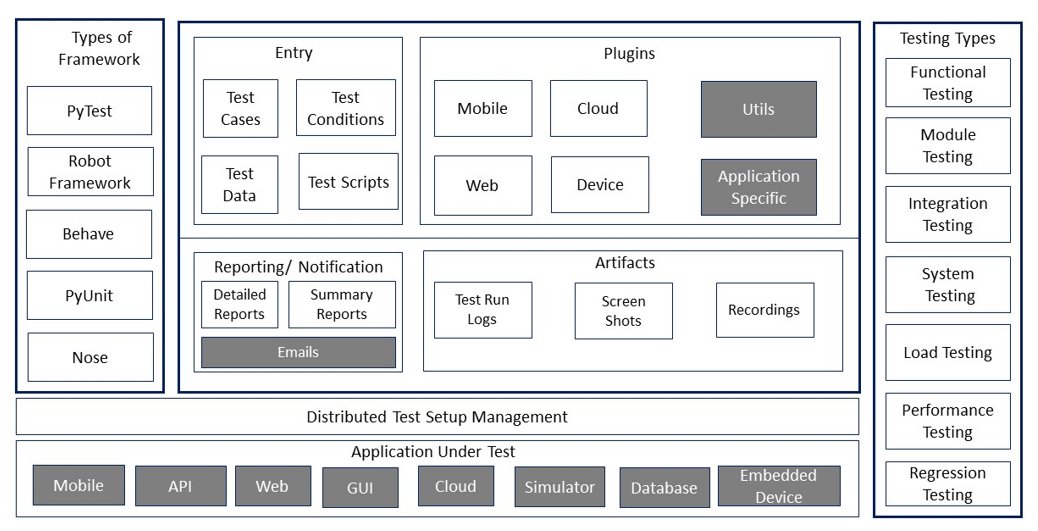 Types of
Framework
PyTest
Robot
Framework
Behave
PyUnit
Nose
Entry
Test
Cases
Test
Conditions
Test
Data
Test Scripts
Plugins
Mobile
Cloud
Utils
Web
Device
Application
Specific
Reporting/ Notification
Detailed
Reports
Summary
Reports
Emails
Artifacts
Test Run
Logs
Screen
Shots
Recordings
Testing Types
Functional
Testing
Module
Testing
Integration
Testing
System
Testing
Load Testing
Performance
Testing
Regression
Testing
Distributed Test Setup Management
Application Under Test
Mobile
API
Web
GUI
Cloud
Simulator
Database
Embedded
Device